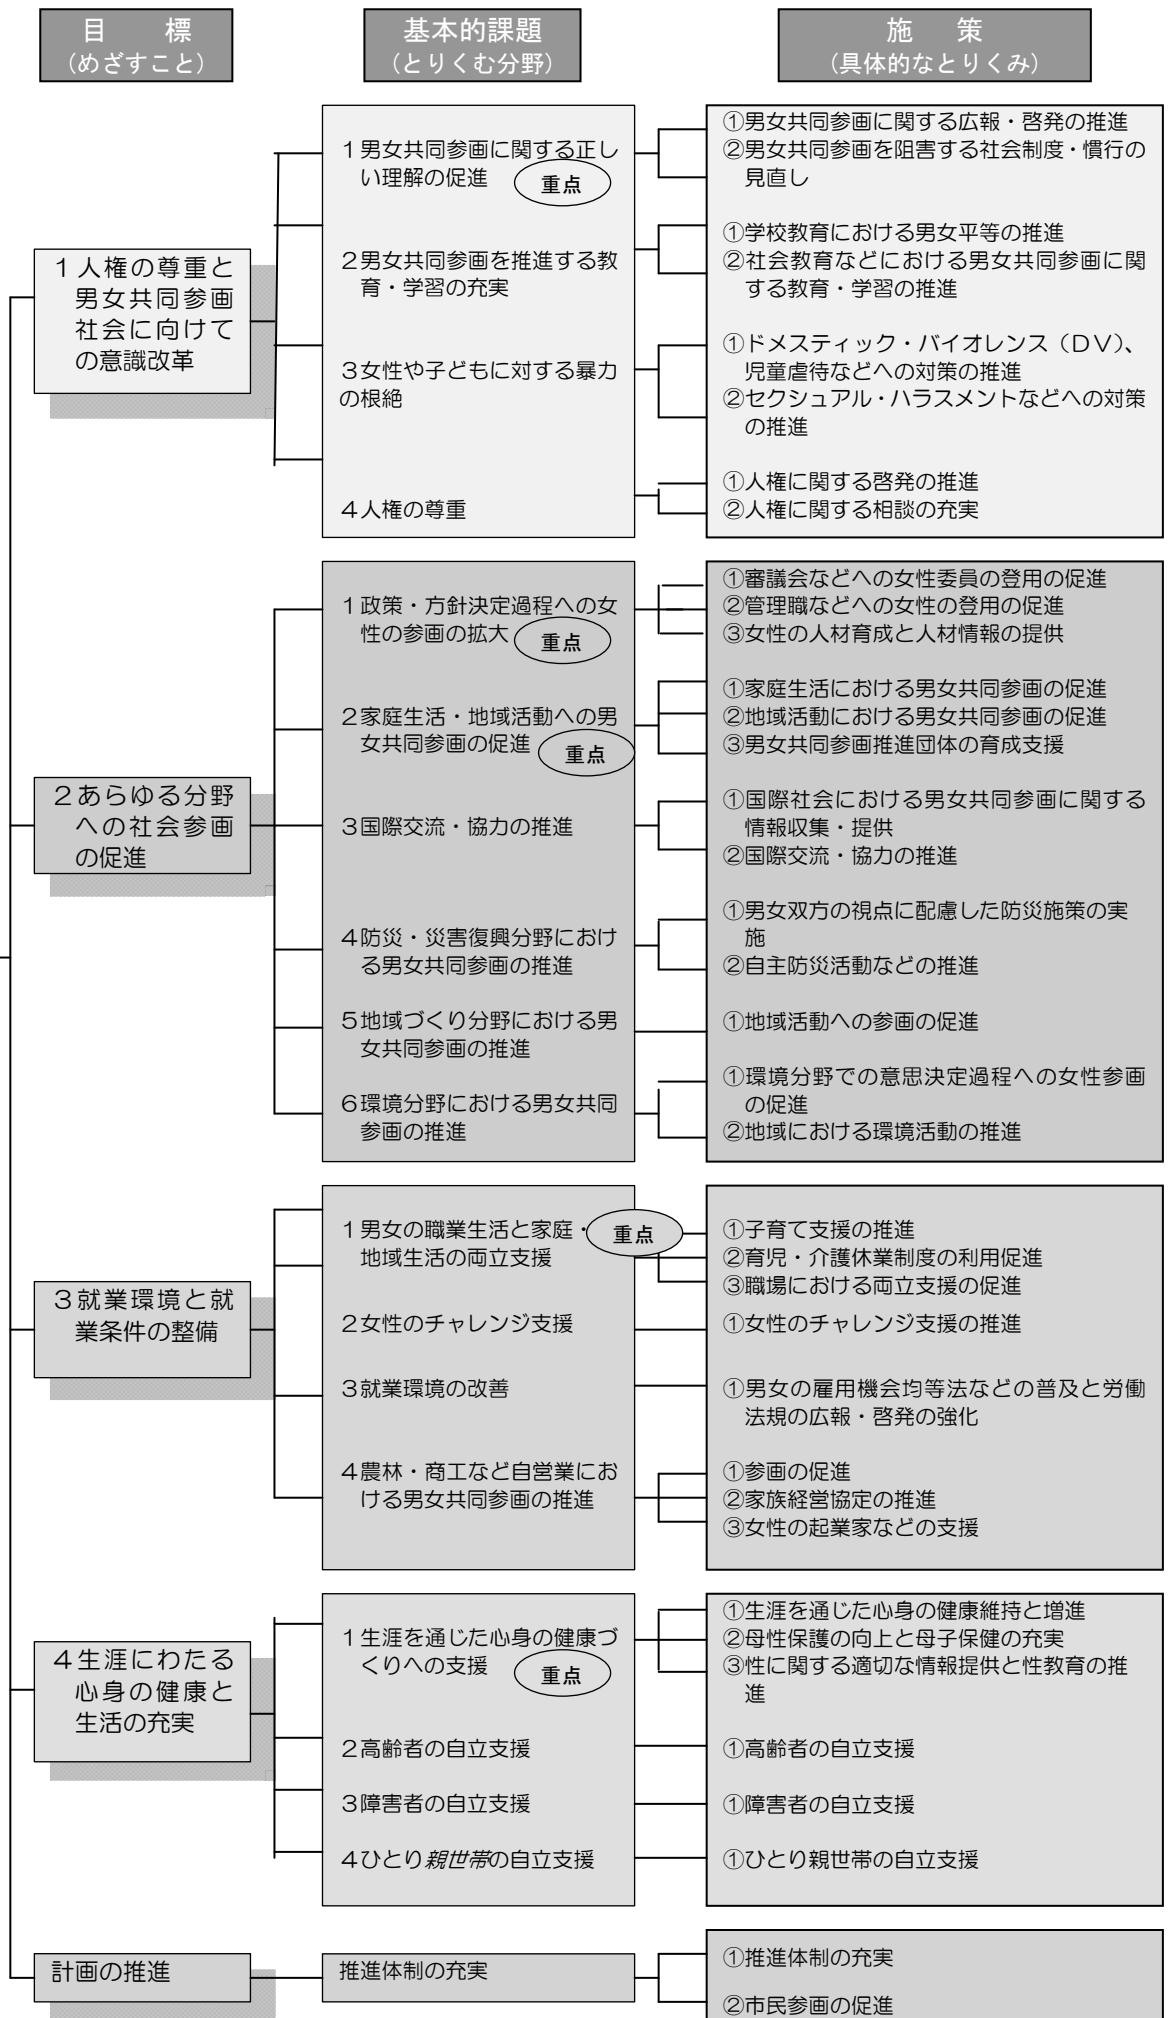 目　標
（めざすこと）
基本的課題
（とりくむ分野）
施　策
（具体的なとりくみ）
１人権の尊重と
男女共同参画
社会に向けて
の意識改革
１男女共同参画に関する正し
い理解の促進
重点
①男女共同参画に関する広報・啓発の推進
②男女共同参画を阻害する社会制度・慣行の
見直し
２男女共同参画を推進する教
育・学習の充実
①学校教育における男女平等の推進
②社会教育などにおける男女共同参画に関
する教育・学習の推進
３女性や子どもに対する暴力
の根絶
①ドメスティック・バイオレンス（ＤＶ）、
児童虐待などへの対策の推進
②セクシュアル・ハラスメントなどへの対策
の推進
４人権の尊重
①人権に関する啓発の推進
②人権に関する相談の充実
２あらゆる分野
への社会参画
の促進
１政策・方針決定過程への女
性の参画の拡大
重点
①審議会などへの女性委員の登用の促進
②管理職などへの女性の登用の促進
③女性の人材育成と人材情報の提供
２家庭生活・地域活動への男
女共同参画の促進
重点
①家庭生活における男女共同参画の促進
②地域活動における男女共同参画の促進
③男女共同参画推進団体の育成支援
３国際交流・協力の推進
①国際社会における男女共同参画に関する
情報収集・提供
②国際交流・協力の推進
４防災・災害復興分野におけ
る男女共同参画の推進
①男女双方の視点に配慮した防災施策の実
施
②自主防災活動などの推進
５地域づくり分野における男
女共同参画の推進
①地域活動への参画の促進
６環境分野における男女共同
参画の推進
①環境分野での意思決定過程への女性参画
の促進
②地域における環境活動の推進
３就業環境と就
業条件の整備
１男女の職業生活と家庭・
地域生活の両立支援
重点
①子育て支援の推進
②育児・介護休業制度の利用促進
③職場における両立支援の促進
２女性のチャレンジ支援
①女性のチャレンジ支援の推進
３就業環境の改善
①男女の雇用機会均等法などの普及と労働
法規の広報・啓発の強化
４農林・商工など自営業にお
ける男女共同参画の推進
①参画の促進
②家族経営協定の推進
③女性の起業家などの支援
４生涯にわたる
心身の健康と
生活の充実
１生涯を通じた心身の健康づ
くりへの支援
重点
①生涯を通じた心身の健康維持と増進
②母性保護の向上と母子保健の充実
③性に関する適切な情報提供と性教育の推
進
２高齢者の自立支援
①高齢者の自立支援
３障害者の自立支援
①障害者の自立支援
４ひとり親世帯の自立支援
①ひとり親世帯の自立支援
計画の推進
推進体制の充実
①推進体制の充実
②市民参画の促進